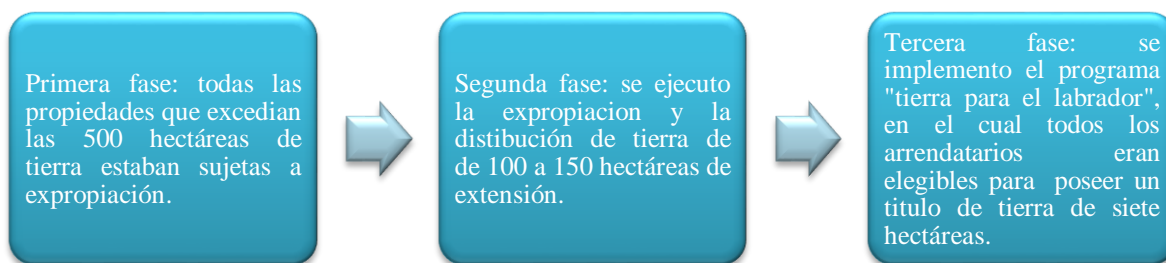 Primera fase: todas las
propiedades que excedian
las 500 hectáreas de
tierra estaban sujetas a
expropiación.
Segunda fase: se ejecuto
la expropiacion y la
distibución de tierra de
de 100 a 150 hectáreas de
extensión.
Tercera fase: se
implemento el programa
"tierra para el labrador",
en el cual todos los
arrendatarios eran
elegibles para poseer un
titulo de tierra de siete
hectáreas.